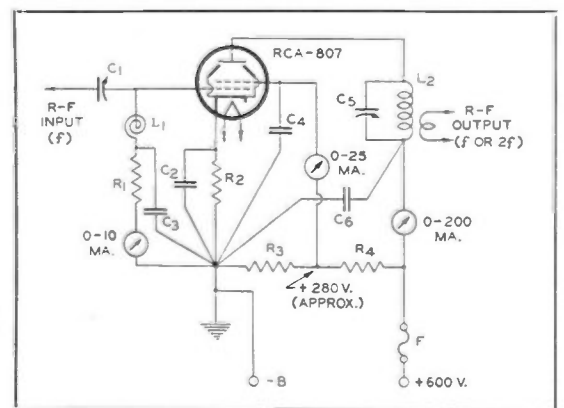 RCA-807
C1
R-F
INPUT
(f)
L1
C4
C5
L2
R-F
OUTPUT
(f OR 2f)
0-25
MA.
R1
C2
R2
C3
C6
0-10
MA.
0-200
MA.
R3
R4
+280 V.
(APPROX.)
F
-B
+600 V.